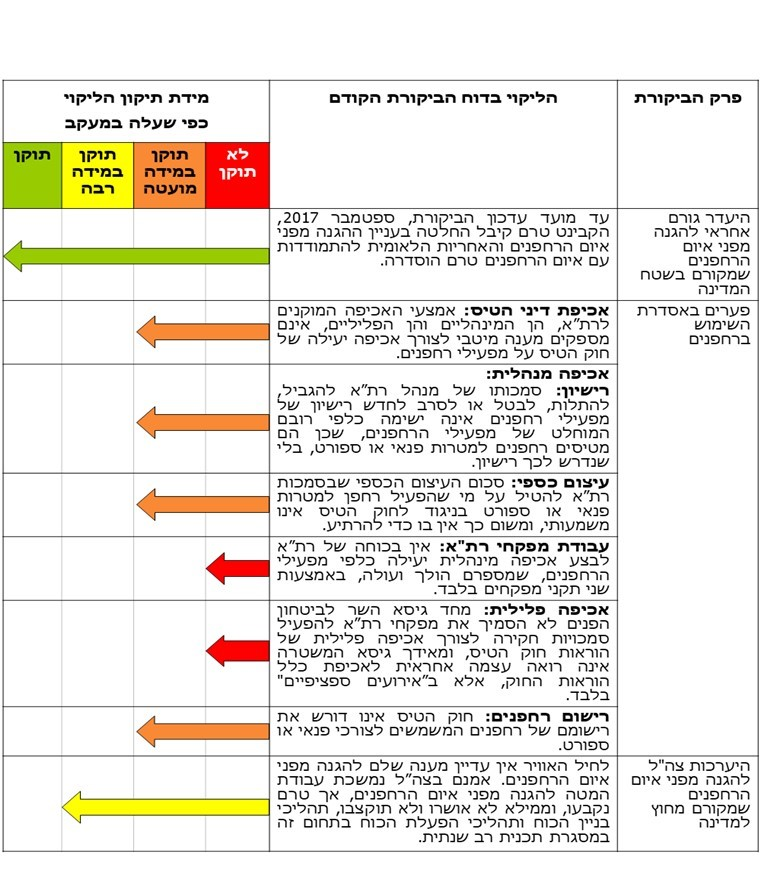 פרק הביקורת
הליקוי בדוח הביקורת הקודם
מידת תיקון הליקוי
כפי שעלה במעקב
לא
תוקן
תוקן
במידה
מועטה
תוקן
במידה
רבה
תוקן
היעדר גורם
אחראי להגנה
מפני איום
הרחפנים
שמקורם בשטח
המדינה
עד מועד עדכון הביקורת, ספטמבר 2017,
הקבינט טרם קיבל החלטה בעניין ההגנה מפני
איום הרחפנים והאחריות הלאומית להתמודדות
עם איום הרחפנים טרם הוסדרה.
פערים באסדרת
השימוש
ברחפנים
אכיפת דיני הטיס: אמצעי האכיפה המוקנים
לרת"א, הן המינהליים והן הפליליים, אינם
מספקים מענה מיטבי לצורך אכיפה יעילה של
חוק הטיס על מפעילי רחפנים.
אכיפה מנהלית:
רישיון: סמכותו של מנהל רת"א להגביל,
להתלות, לבטל או לסרב לחדש רישיון של
מפעילי רחפנים אינה ישימה כלפי רובם
המוחלט של מפעילי הרחפנים, שכן הם
מטיסים רחפנים למטרות פנאי או ספורט, בלי
שנדרש לכך רישיון.
עיצום כספי: סכום העיצום הכספי שבסמכות
רת"א להטיל על מי שהפעיל רחפן למטרות
פנאי או ספורט בניגוד לחוק הטיס אינו
משמעותי, ומשום כך אין בו כדי להרתיע.
עבודת מפקחי רת"א: אין בכוחה של רת"א
לבצע אכיפה מינהלית יעילה כלפי מפעילי
הרחפנים, שמספרם הולך ועולה, באמצעות
שני תקני מפקחים בלבד.
אכיפה פלילית: מחד גיסא השר לביטחון
הפנים לא הסמיך את מפקחי רת"א להפעיל
סמכויות חקירה לצורך אכיפה פלילית של
הוראות חוק הטיס, ומאידך גיסא המשטרה
אינה רואה עצמה אחראית לאכיפת כלל
הוראות החוק, אלא ב"אירועים ספציפיים"
בלבד.
רישום רחפנים: חוק הטיס אינו דורש את
רישומם של רחפנים המשמשים לצורכי פנאי או
ספורט.
היערכות צה"ל
להגנה מפני איום
הרחפנים
שמקורם מחוץ
למדינה
לחיל האוויר אין עדיין מענה שלם להגנה מפני
איום הרחפנים. אמנם בצה"ל נמשכת עבודת
המטה להגנה מפני איום הרחפנים, אך טרם
נקבעו, וממילא לא אושרו ולא תוקצבו, תהליכי
בניין הכוח ותהליכי הפעלת הכוח בתחום זה
במסגרת תכנית רב שנתית.